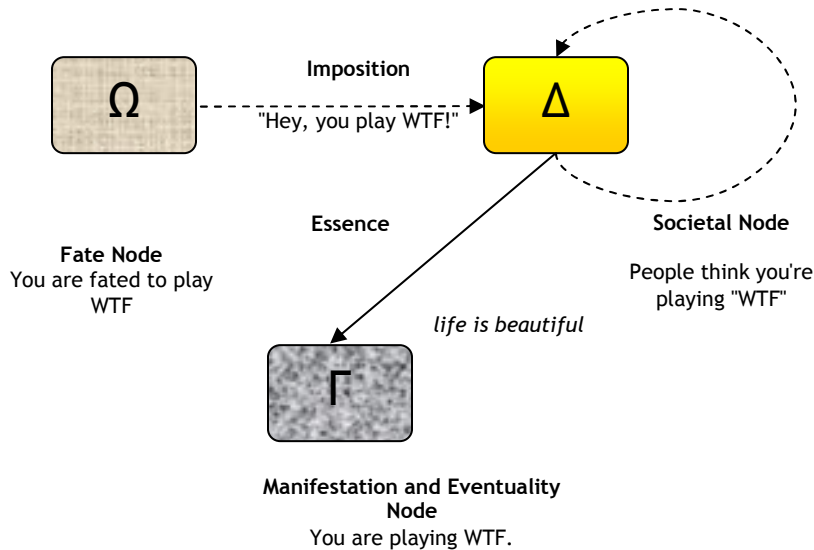 Imposition
Ω
Δ
"Hey, you play WTF!"
Essence
Societal Node
Fate Node
You are fated to play
WTF
People think you're
playing "WTF"
life is beautiful
Γ
Manifestation and Eventuality
Node
You are playing WTF.